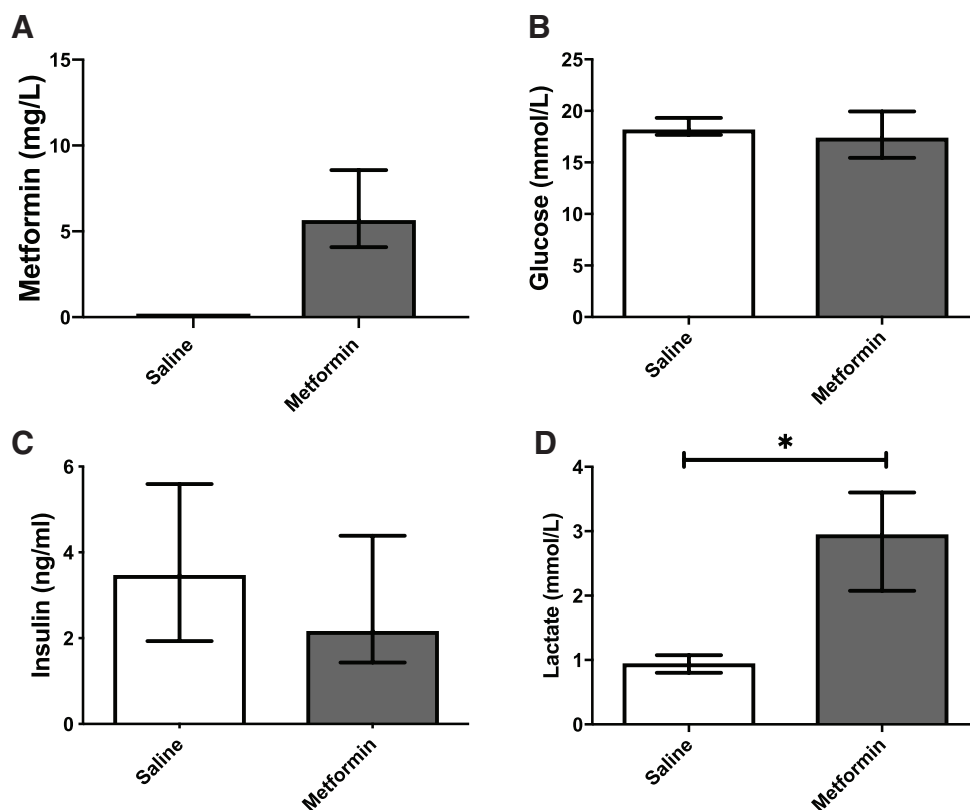 A
Metformin (mg/L)
15
10
5
0
Saline
Metformin
B
Glucose (mmol/L)
25
20
15
10
5
0
Saline
Metformin
C
Insulin (ng/ml)
6
4
2
0
Saline
Metformin
D
*
Lactate (mmol/L)
4
3
2
1
0
Saline
Metformin